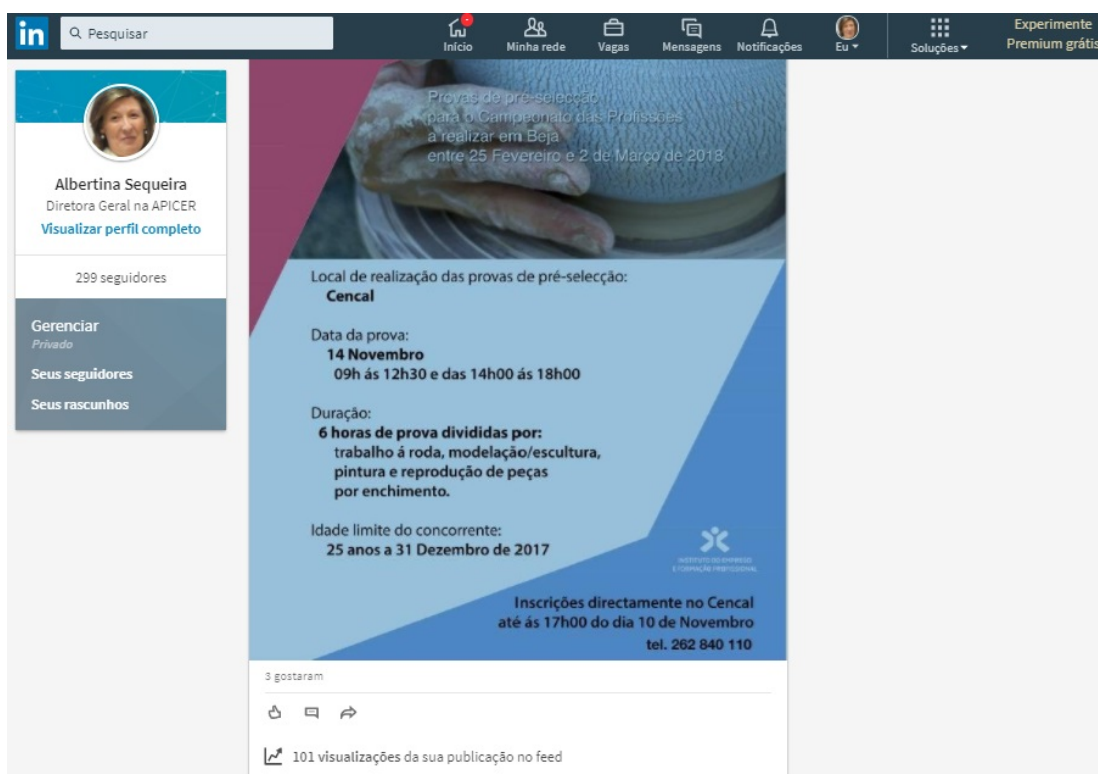 in Pesquisar
Início
Minha rede
Vagas
Mensagens
Notificações
Eu
Soluções
Experimente
Premium grátis
Albertina Sequeira
Diretora Geral na APICER
Visualizar perfil completo
299 seguidores
Gerenciar
Privado
Seus seguidores
Seus rascunhos
Provas de pré-selecção
para o Campeonato das Profissões
a realizar em Beja
entre 25 Fevereiro e 2 de Março de 2018
Local de realização das provas de pré-selecção:
Cencal
Data da prova:
14 Novembro
09h ás 12h30 e das 14h00 ás 18h00
Duração:
6 horas de prova divididas por:
trabalho á roda, modelação/escultura,
pintura e reprodução de peças
por enchimento.
Idade limite do concorrente:
25 anos a 31 Dezembro de 2017
INSTITUTO DO EMPREGO
E FORMAÇÃO PROFISSIONAL
Inscrições directamente no Cencal
até ás 17h00 do dia 10 de Novembro
tel. 262 840 110
3 gostaram
101 visualizações da sua publicação no feed